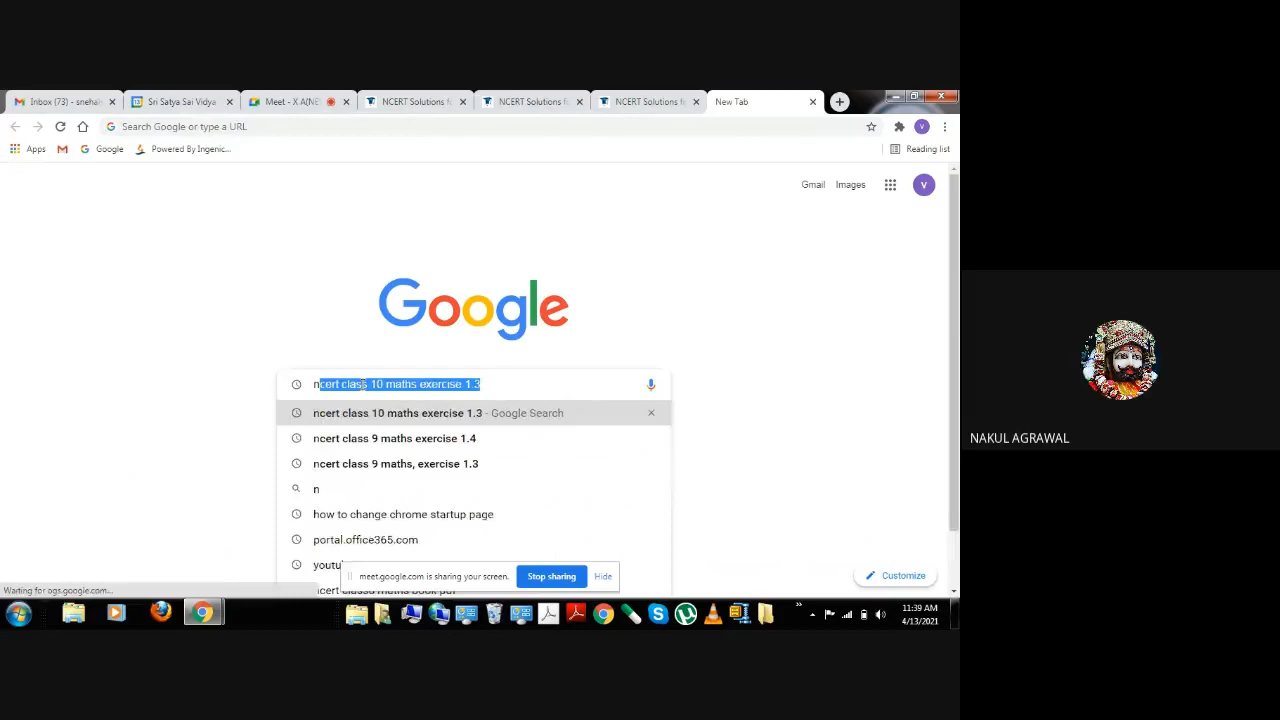 Inbox (73) - sneha
Sri Satya Sai Vidya
Meet - X A(NE
NCERT Solutions f
NCERT Solutions fo
NCERT Solutions fo
New Tab
Search Google or type a URL
Apps
Google
Powered By Ingenic...
Reading list
Gmail
Images
V
Google
ncert class 10 maths exercise 1.3
ncert class 10 maths exercise 1.3 - Google Search
ncert class 9 maths exercise 1.4
ncert class 9 maths, exercise 1.3
n
how to change chrome startup page
portal.office365.com
meet.google.com is sharing your screen.
Stop sharing
Hide
Customize
Waiting for ogs.google.com...
11:39 AM
4/13/2021
NAKUL AGRAWAL